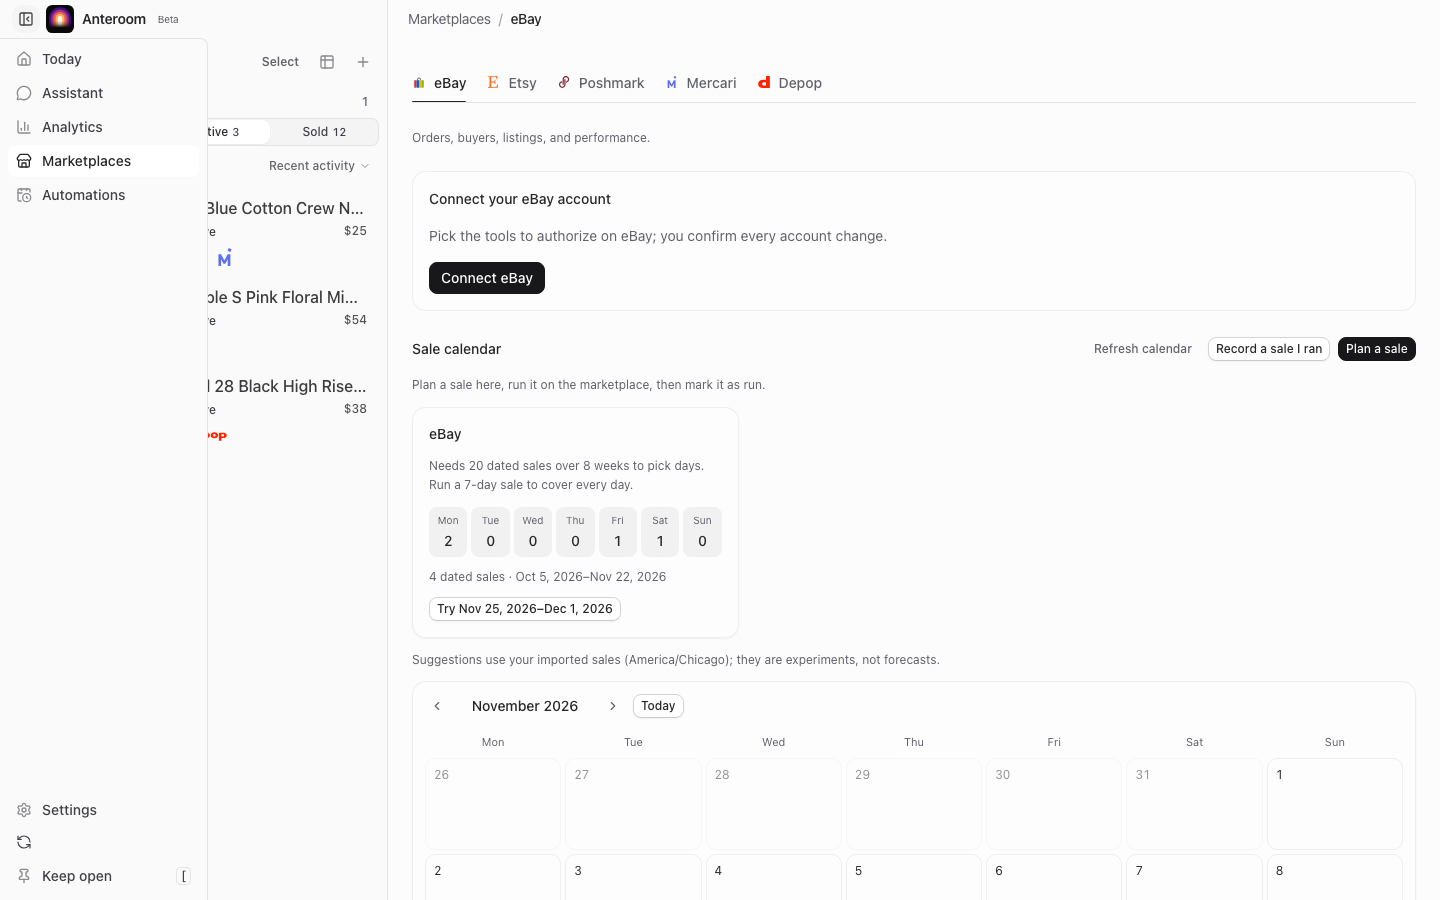 Anteroom Beta
Today
Assistant
Analytics
Marketplaces
Automations
Settings
Keep open [
Select
1
tive 3 Sold 12
Recent activity
Blue Cotton Crew N...
$25
S Pink Floral Mi...
$54
28 Black High Rise...
$38
Marketplaces / eBay
eBay Etsy Poshmark Mercari Depop
Orders, buyers, listings, and performance.
Connect your eBay account
Pick the tools to authorize on eBay; you confirm every account change.
Connect eBay
Sale calendar Refresh calendar Record a sale I ran Plan a sale
Plan a sale here, run it on the marketplace, then mark it as run.
eBay
Needs 20 dated sales over 8 weeks to pick days.
Run a 7-day sale to cover every day.
Mon Tue Wed Thu Fri Sat Sun
2 0 0 0 1 1 0
4 dated sales · Oct 5, 2026–Nov 22, 2026
Try Nov 25, 2026–Dec 1, 2026
Suggestions use your imported sales (America/Chicago); they are experiments, not forecasts.
November 2026 Today
Mon Tue Wed Thu Fri Sat Sun
26 27 28 29 30 31 1
2 3 4 5 6 7 8